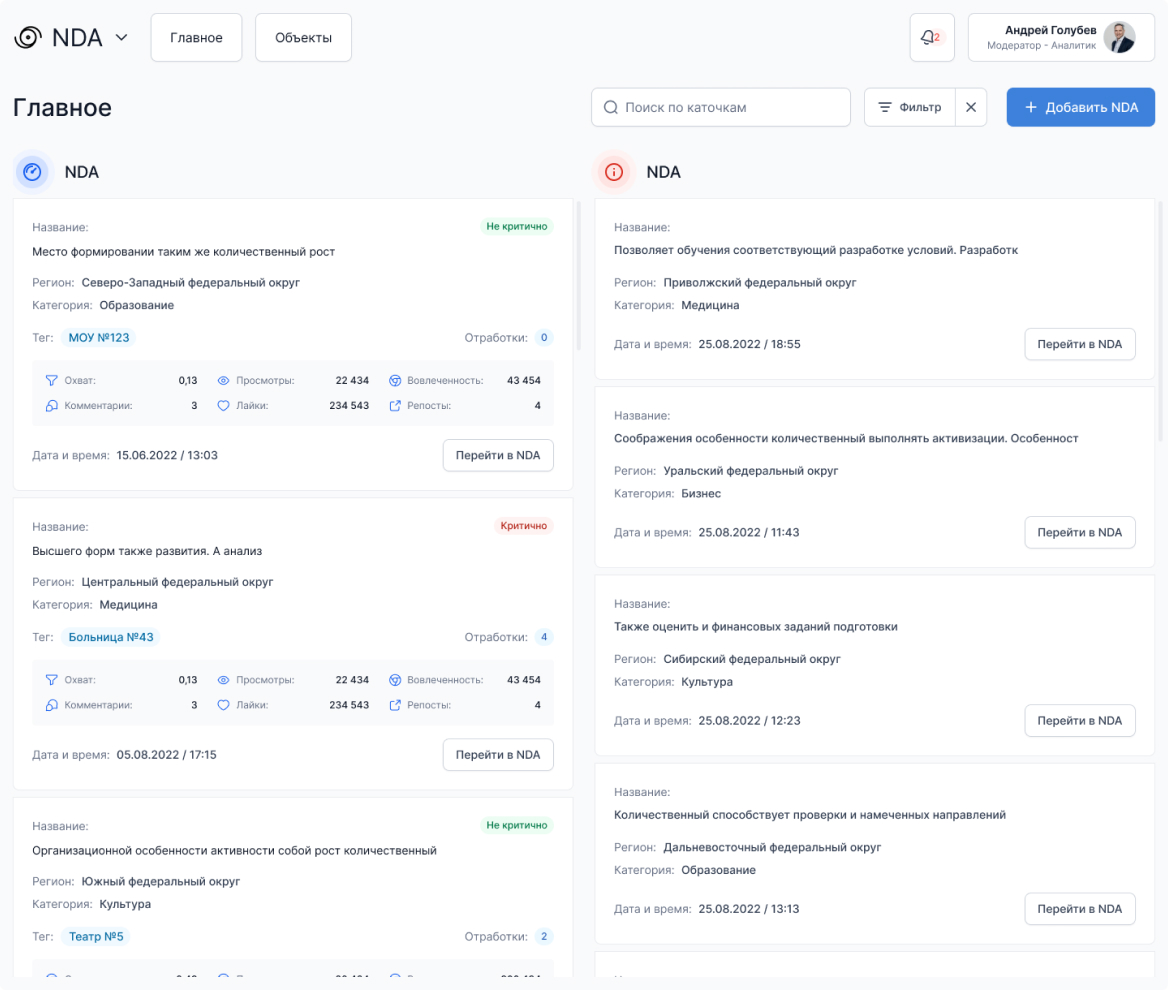 NDA
Главное
Объекты
2
Андрей Голубев
Модератор - Аналитик
Главное
Поиск по каточкам
Фильтр
Добавить NDA
NDA
Название:
Не критично
Место формировании таким же количественный рост
Регион: Северо-Западный федеральный округ
Категория: Образование
Тег: МОУ №123
Отработки: 0
Охват: 0,13 Просмотры: 22 434 Вовлеченность: 43 454
Комментарии: 3 Лайки: 234 543 Репосты: 4
Дата и время: 15.06.2022 / 13:03
Перейти в NDA
Название:
Критично
Высшего форм также развития. А анализ
Регион: Центральный федеральный округ
Категория: Медицина
Тег: Больница №43
Отработки: 4
Охват: 0,13 Просмотры: 22 434 Вовлеченность: 43 454
Комментарии: 3 Лайки: 234 543 Репосты: 4
Дата и время: 05.08.2022 / 17:15
Перейти в NDA
Название:
Не критично
Организационной особенности активности собой рост количественный
Регион: Южный федеральный округ
Категория: Культура
Тег: Театр №5
Отработки: 2
NDA
Название:
Позволяет обучения соответствующий разработке условий. Разработк
Регион: Приволжский федеральный округ
Категория: Медицина
Дата и время: 25.08.2022 / 18:55
Перейти в NDA
Название:
Соображения особенности количественный выполнять активизации. Особенност
Регион: Уральский федеральный округ
Категория: Бизнес
Дата и время: 25.08.2022 / 11:43
Перейти в NDA
Название:
Также оценить и финансовых заданий подготовки
Регион: Сибирский федеральный округ
Категория: Культура
Дата и время: 25.08.2022 / 12:23
Перейти в NDA
Название:
Количественный способствует проверки и намеченных направлений
Регион: Дальневосточный федеральный округ
Категория: Образование
Дата и время: 25.08.2022 / 13:13
Перейти в NDA